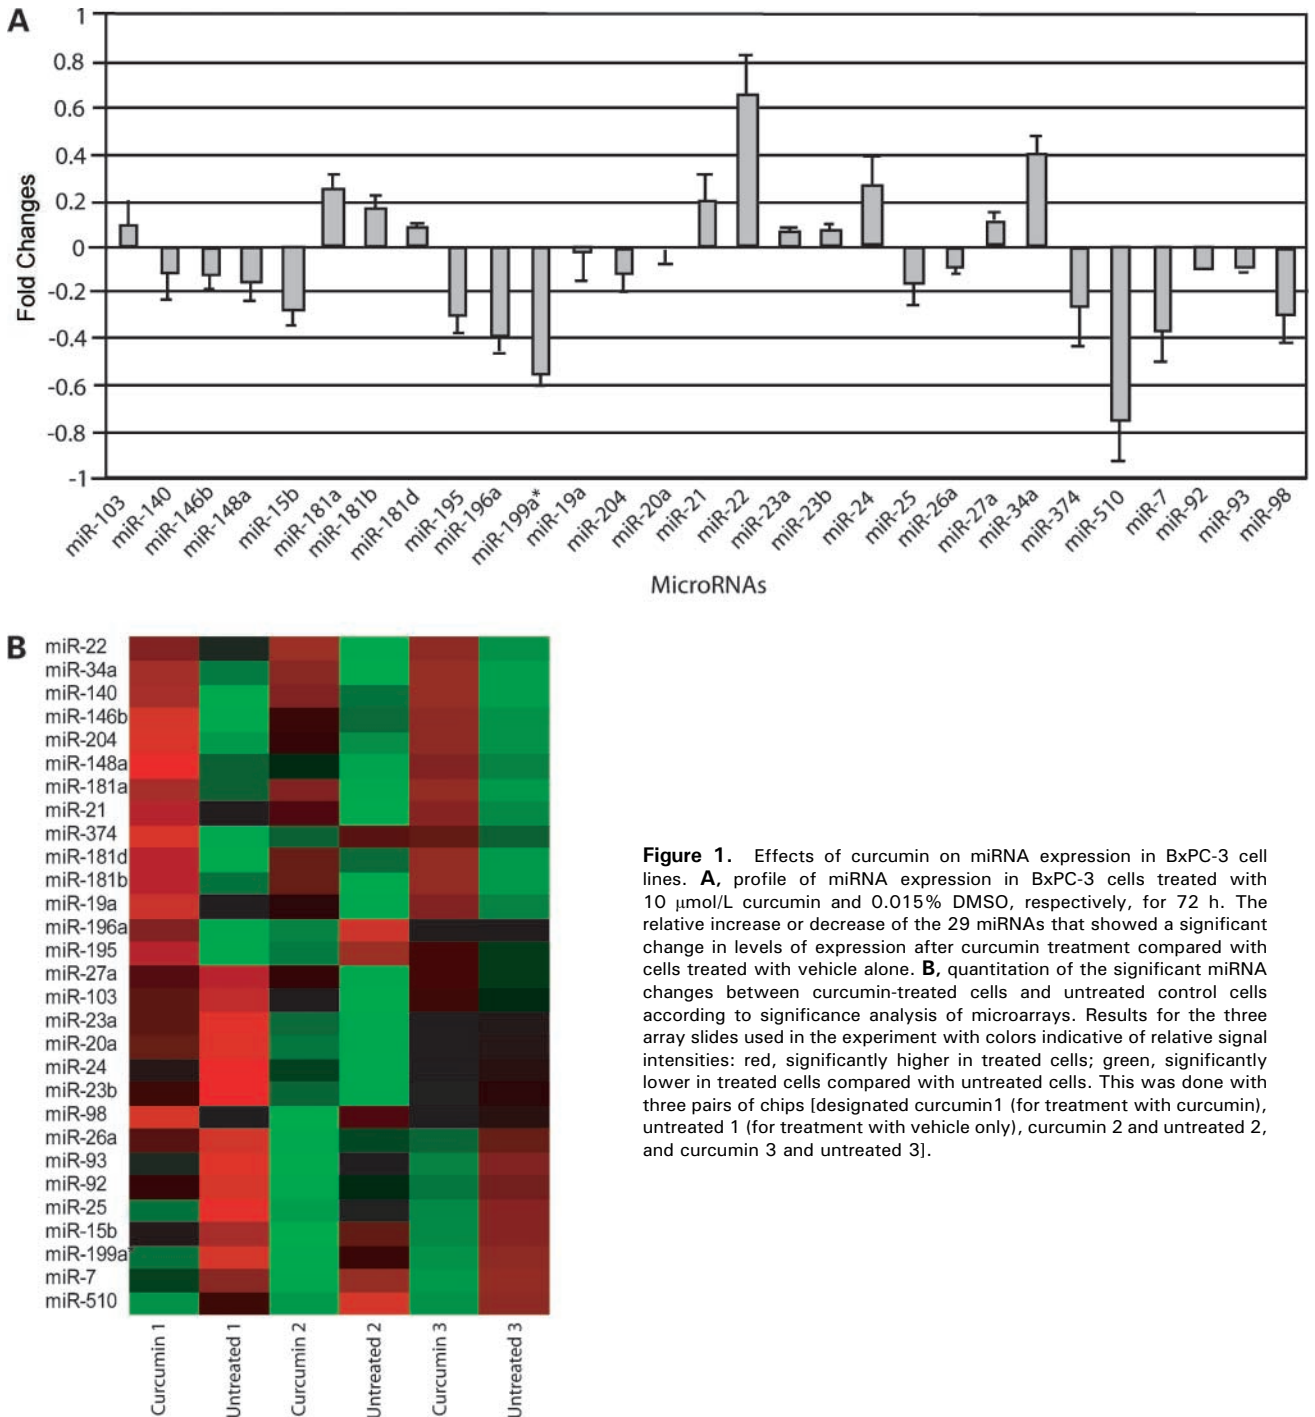 A
1
0.8
0.6
0.4
0.2
0
-0.2
-0.4
-0.6
-0.8
-1
Fold Changes
miR-103
miR-140
miR-146b
miR-148a
miR-15b
miR-181a
miR-181b
miR-181d
miR-195
miR-196a
miR-199a*
miR-19a
miR-204
miR-20a
miR-21
miR-22
miR-23a
miR-23b
miR-24
miR-25
miR-26a
miR-27a
miR-34a
miR-374
miR-510
miR-7
miR-92
miR-93
miR-98
MicroRNAs
B
miR-22
miR-34a
miR-140
miR-146b
miR-204
miR-148a
miR-181a
miR-21
miR-374
miR-181d
miR-181b
miR-19a
miR-196a
miR-195
miR-27a
miR-103
miR-23a
miR-20a
miR-24
miR-23b
miR-98
miR-26a
miR-93
miR-92
miR-25
miR-15b
miR-199a*
miR-7
miR-510
Curcumin 1
Untreated 1
Curcumin 2
Untreated 2
Curcumin 3
Untreated 3
Figure 1. Effects of curcumin on miRNA expression in BxPC-3 cell
lines. A, profile of miRNA expression in BxPC-3 cells treated with
10 μmol/L curcumin and 0.015% DMSO, respectively, for 72 h. The
relative increase or decrease of the 29 miRNAs that showed a significant
change in levels of expression after curcumin treatment compared with
cells treated with vehicle alone. B, quantitation of the significant miRNA
changes between curcumin-treated cells and untreated control cells
according to significance analysis of microarrays. Results for the three
array slides used in the experiment with colors indicative of relative signal
intensities: red, significantly higher in treated cells; green, significantly
lower in treated cells compared with untreated cells. This was done with
three pairs of chips [designated curcumin1 (for treatment with curcumin),
untreated 1 (for treatment with vehicle only), curcumin 2 and untreated 2,
and curcumin 3 and untreated 3].